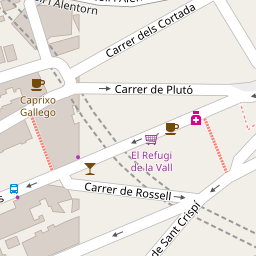 i Alentorn
Carrer dels Cortada
Caprixo
Gallego
Carrer de Plutó
El Refugi
de la Vall
Carrer de Rossell
de Sant Crispí